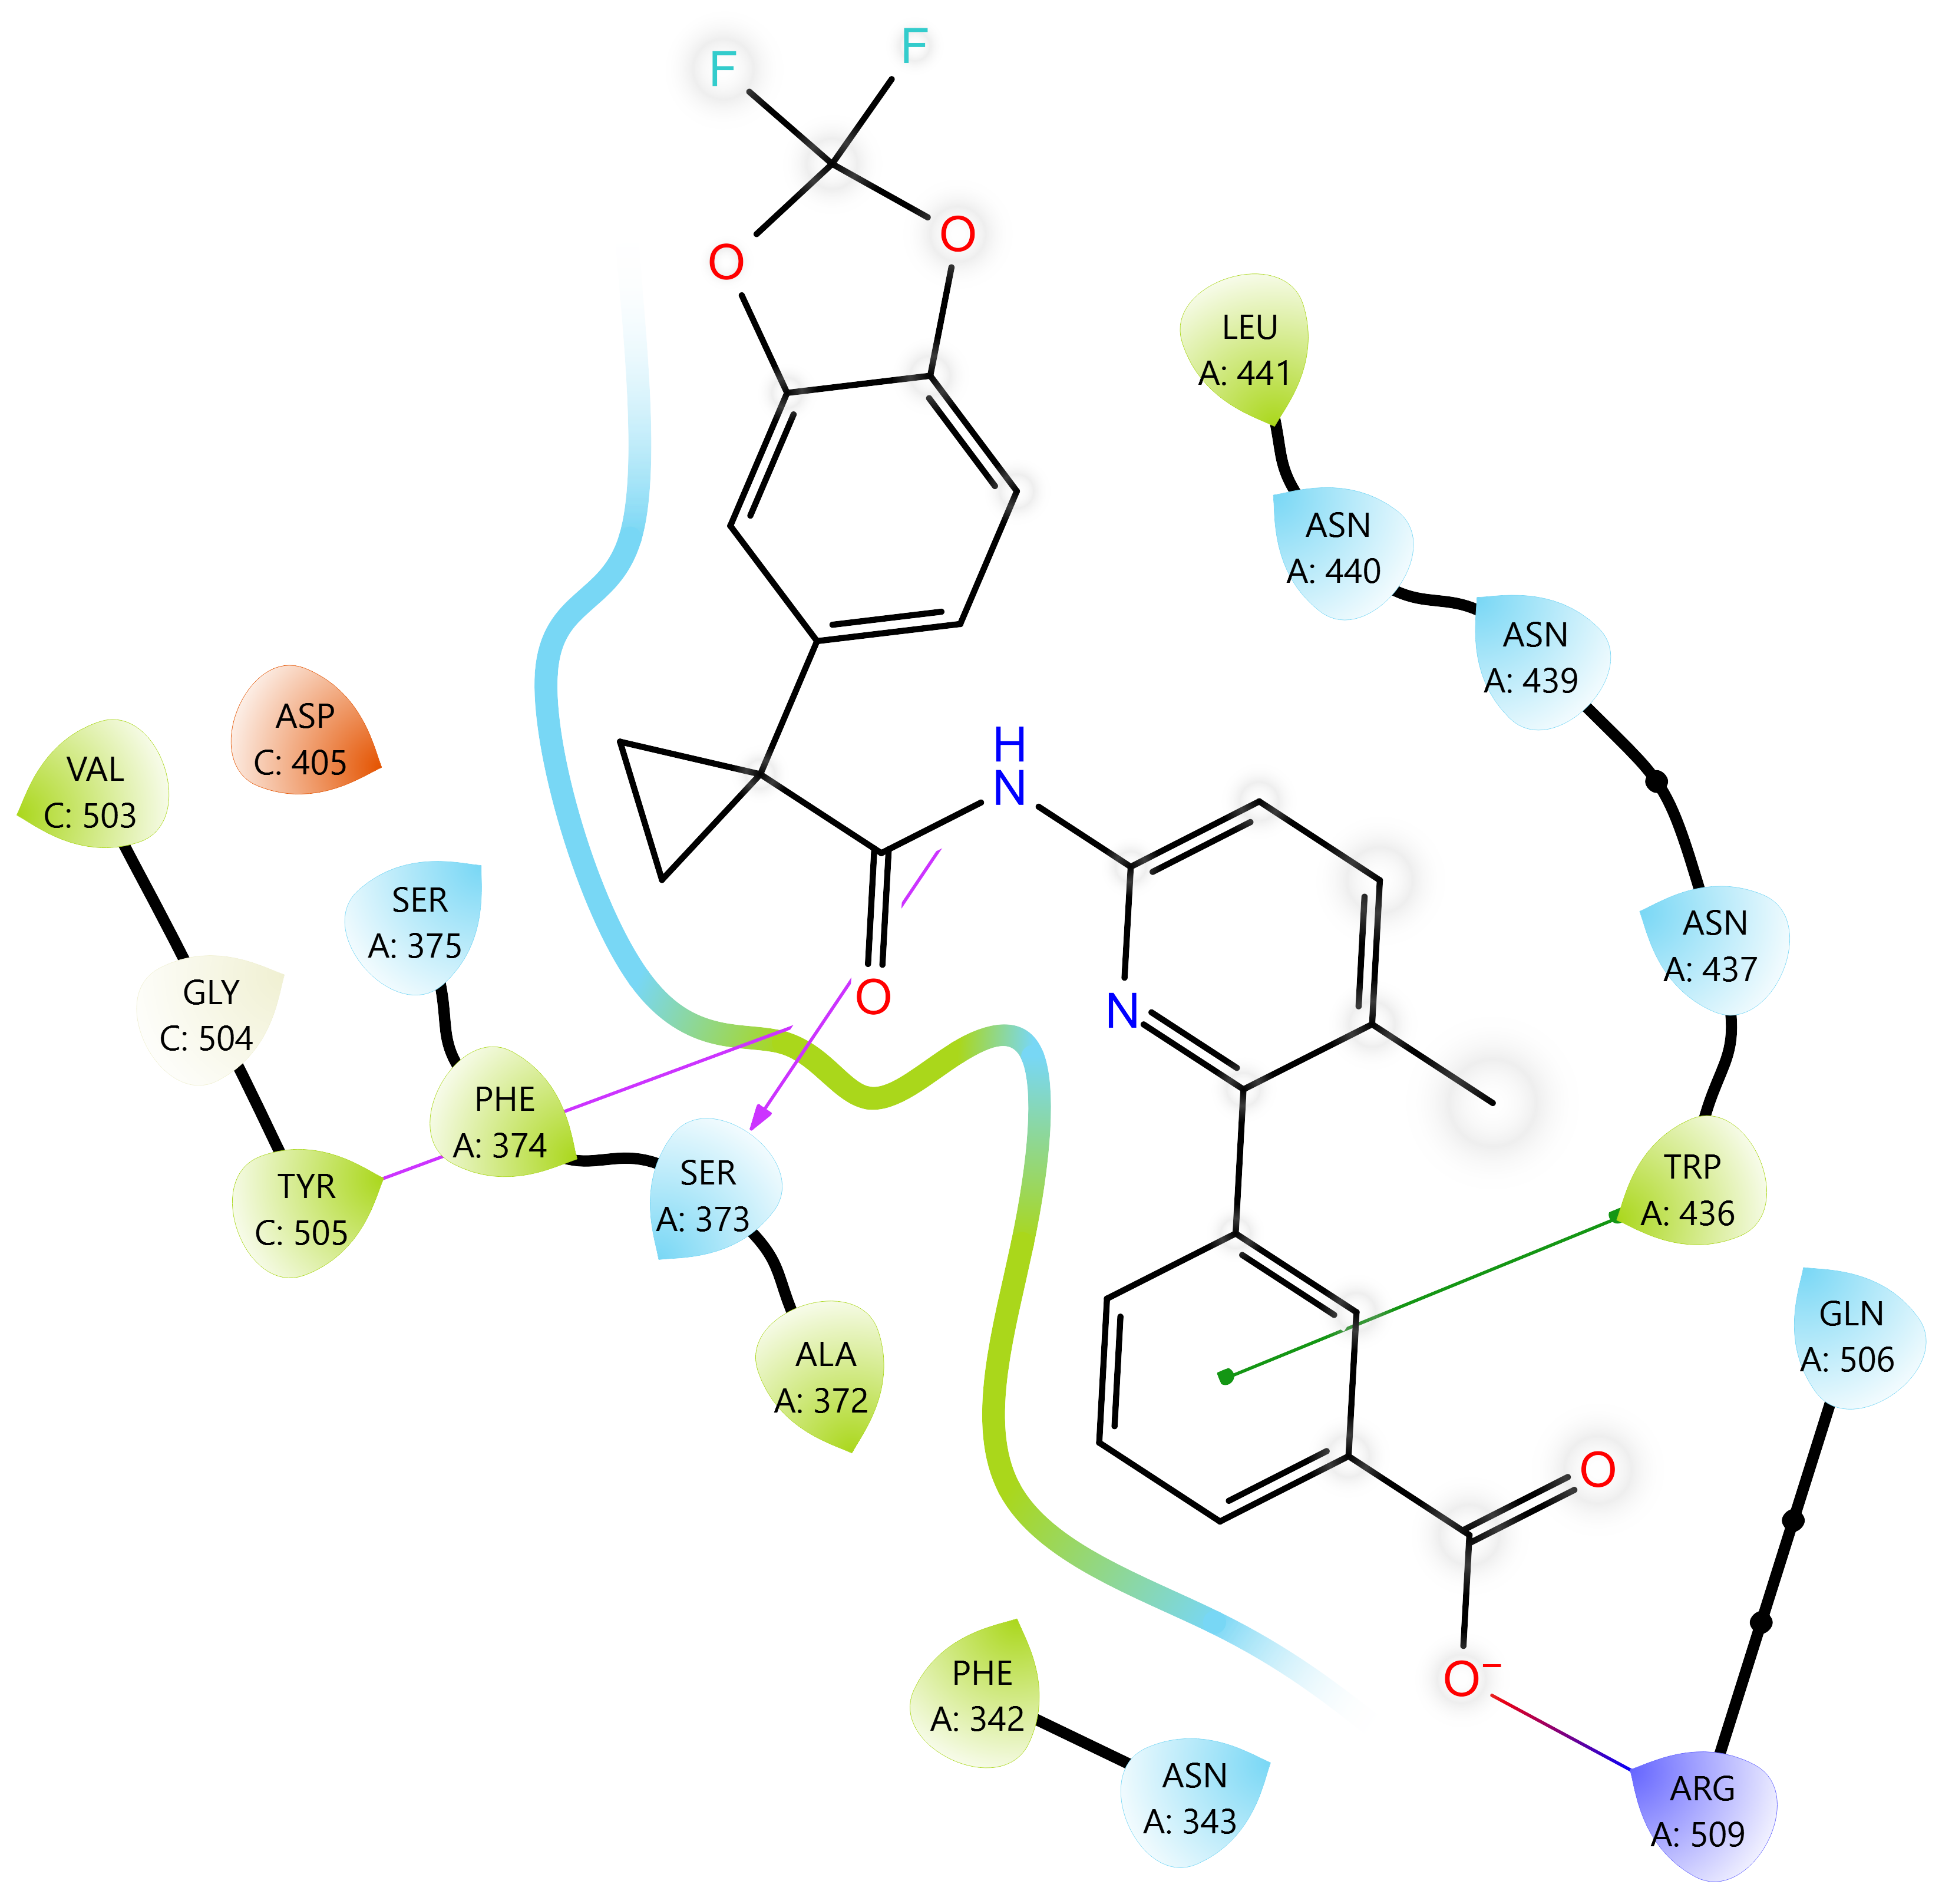 F
F
O
O
LEU
A: 441
ASN
A: 440
ASN
A: 439
ASP
C: 405
VAL
C: 503
H
N
SER
A: 375
ASN
A: 437
GLY
C: 504
O
N
PHE
A: 374
TYR
C: 505
SER
A: 373
TRP
A: 436
ALA
A: 372
GLN
A: 506
O
PHE
A: 342
O−
ASN
A: 343
ARG
A: 509